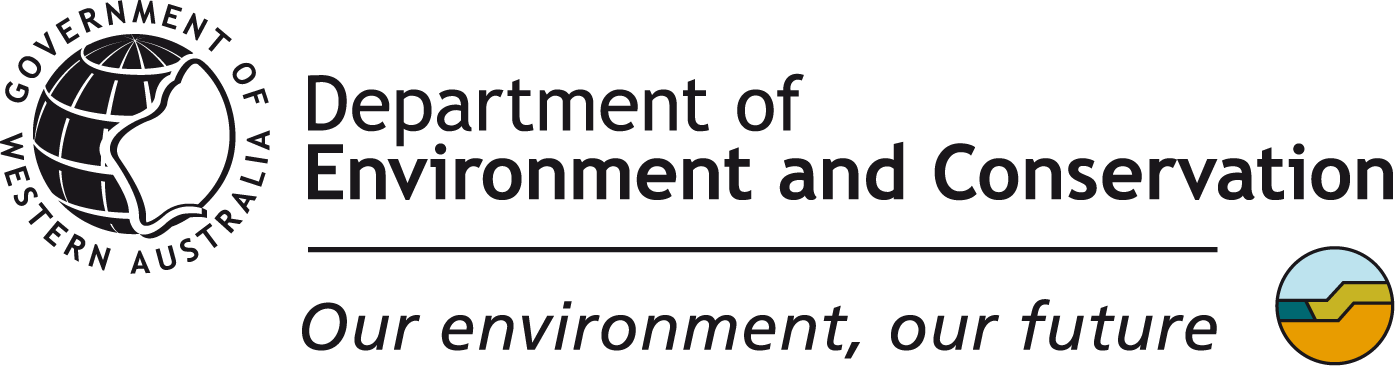 GOVERNMENT OF
WESTERN AUSTRALIA
Department of
Environment and Conservation
Our environment, our future